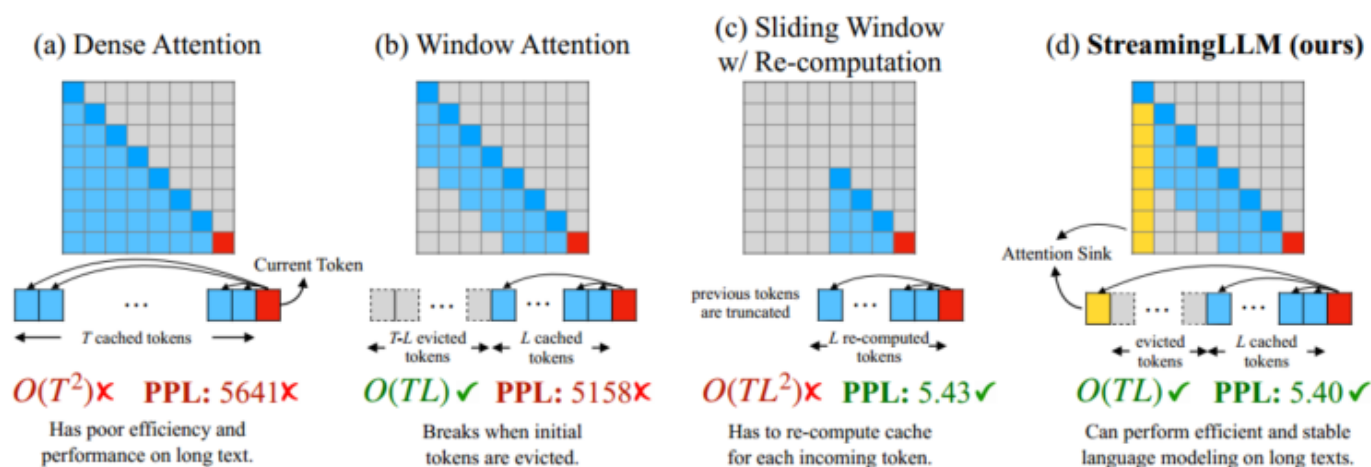 (a) Dense Attention
Current Token
...
T cached tokens
O(T²)✗ PPL: 5641✗
Has poor efficiency and
performance on long text.
(b) Window Attention
...
...
T-L evicted
tokens
L cached
tokens
O(TL)✓ PPL: 5158✗
Breaks when initial
tokens are evicted.
(c) Sliding Window
w/ Re-computation
previous tokens
are truncated
...
L re-computed
tokens
O(TL²)✗ PPL: 5.43✓
Has to re-compute cache
for each incoming token.
(d) StreamingLLM (ours)
Attention Sink
...
...
evicted
tokens
L cached
tokens
O(TL)✓ PPL: 5.40✓
Can perform efficient and stable
language modeling on long texts.